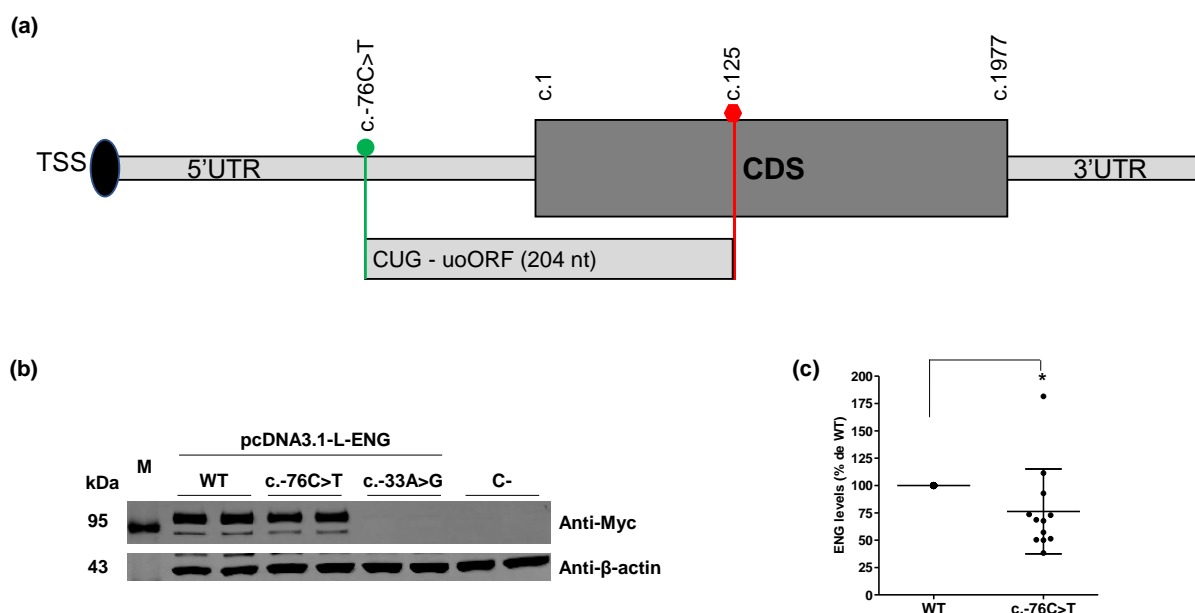 (a)
c.-76C>T
c.1
c.125
c.1977
TSS
5'UTR
CDS
3'UTR
CUG - uoORF (204 nt)
(b)
pcDNA3.1-L-ENG
kDa
M
WT
c.-76C>T
c.-33A>G
C-
95
Anti-Myc
43
Anti-β-actin
(c)
ENG levels (% de WT)
200
175
150
125
100
75
50
25
0
*
WT
c.-76C>T